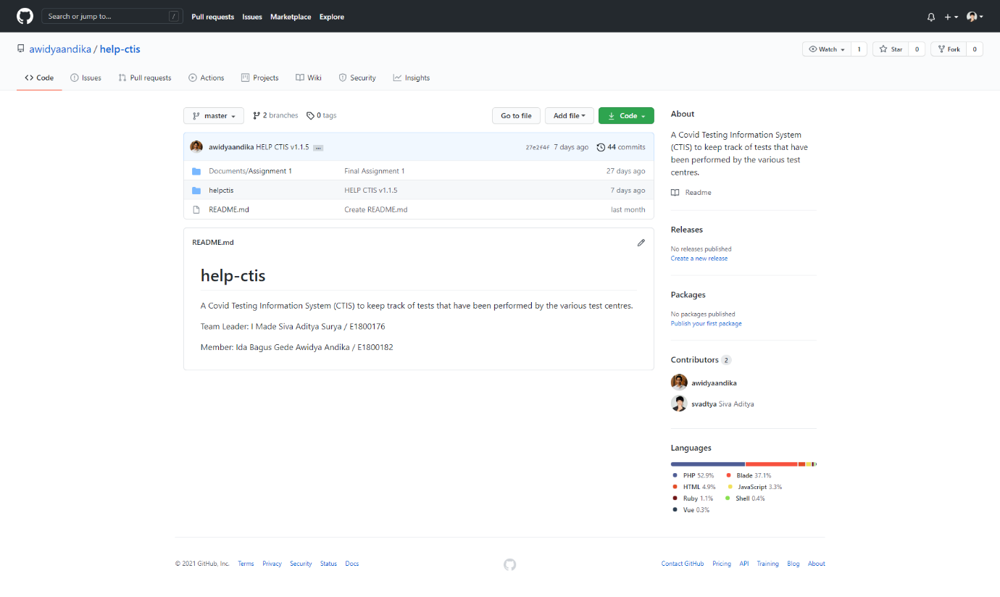 Search or jump to... /
Pull requests Issues Marketplace Explore
awidyaandika / help-ctis
Watch 1 Star 0 Fork 0
Code Issues Pull requests Actions Projects Wiki Security Insights
master 2 branches 0 tags Go to file Add file Code
awidyaandika HELP CTIS v1.1.5 ... 27e2f4f 7 days ago 44 commits
Documents/Assignment 1 Final Assignment 1 27 days ago
helpctis HELP CTIS v1.1.5 7 days ago
README.md Create README.md last month
README.md
help-ctis
A Covid Testing Information System (CTIS) to keep track of tests that have been performed by the various test centres.
Team Leader: I Made Siva Aditya Surya / E1800176
Member: Ida Bagus Gede Awidya Andika / E1800182
About
A Covid Testing Information System
(CTIS) to keep track of tests that have
been performed by the various test
centres.
Readme
Releases
No releases published
Create a new release
Packages
No packages published
Publish your first package
Contributors 2
awidyaandika
svadtya Siva Aditya
Languages
PHP 52.9% Blade 37.1%
HTML 4.9% JavaScript 3.3%
Ruby 1.1% Shell 0.4%
Vue 0.3%
© 2021 GitHub, Inc. Terms Privacy Security Status Docs
Contact GitHub Pricing API Training Blog About